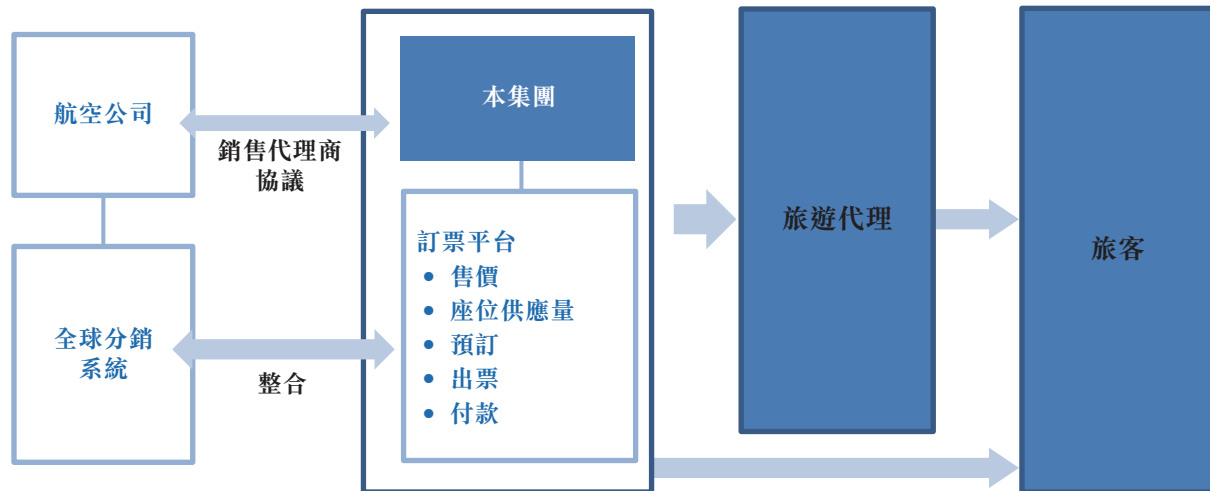 航空公司
銷售代理商
協議
全球分銷
系統
整合
本集團
訂票平台
• 售價
• 座位供應量
• 預訂
• 出票
• 付款
旅遊代理
旅客